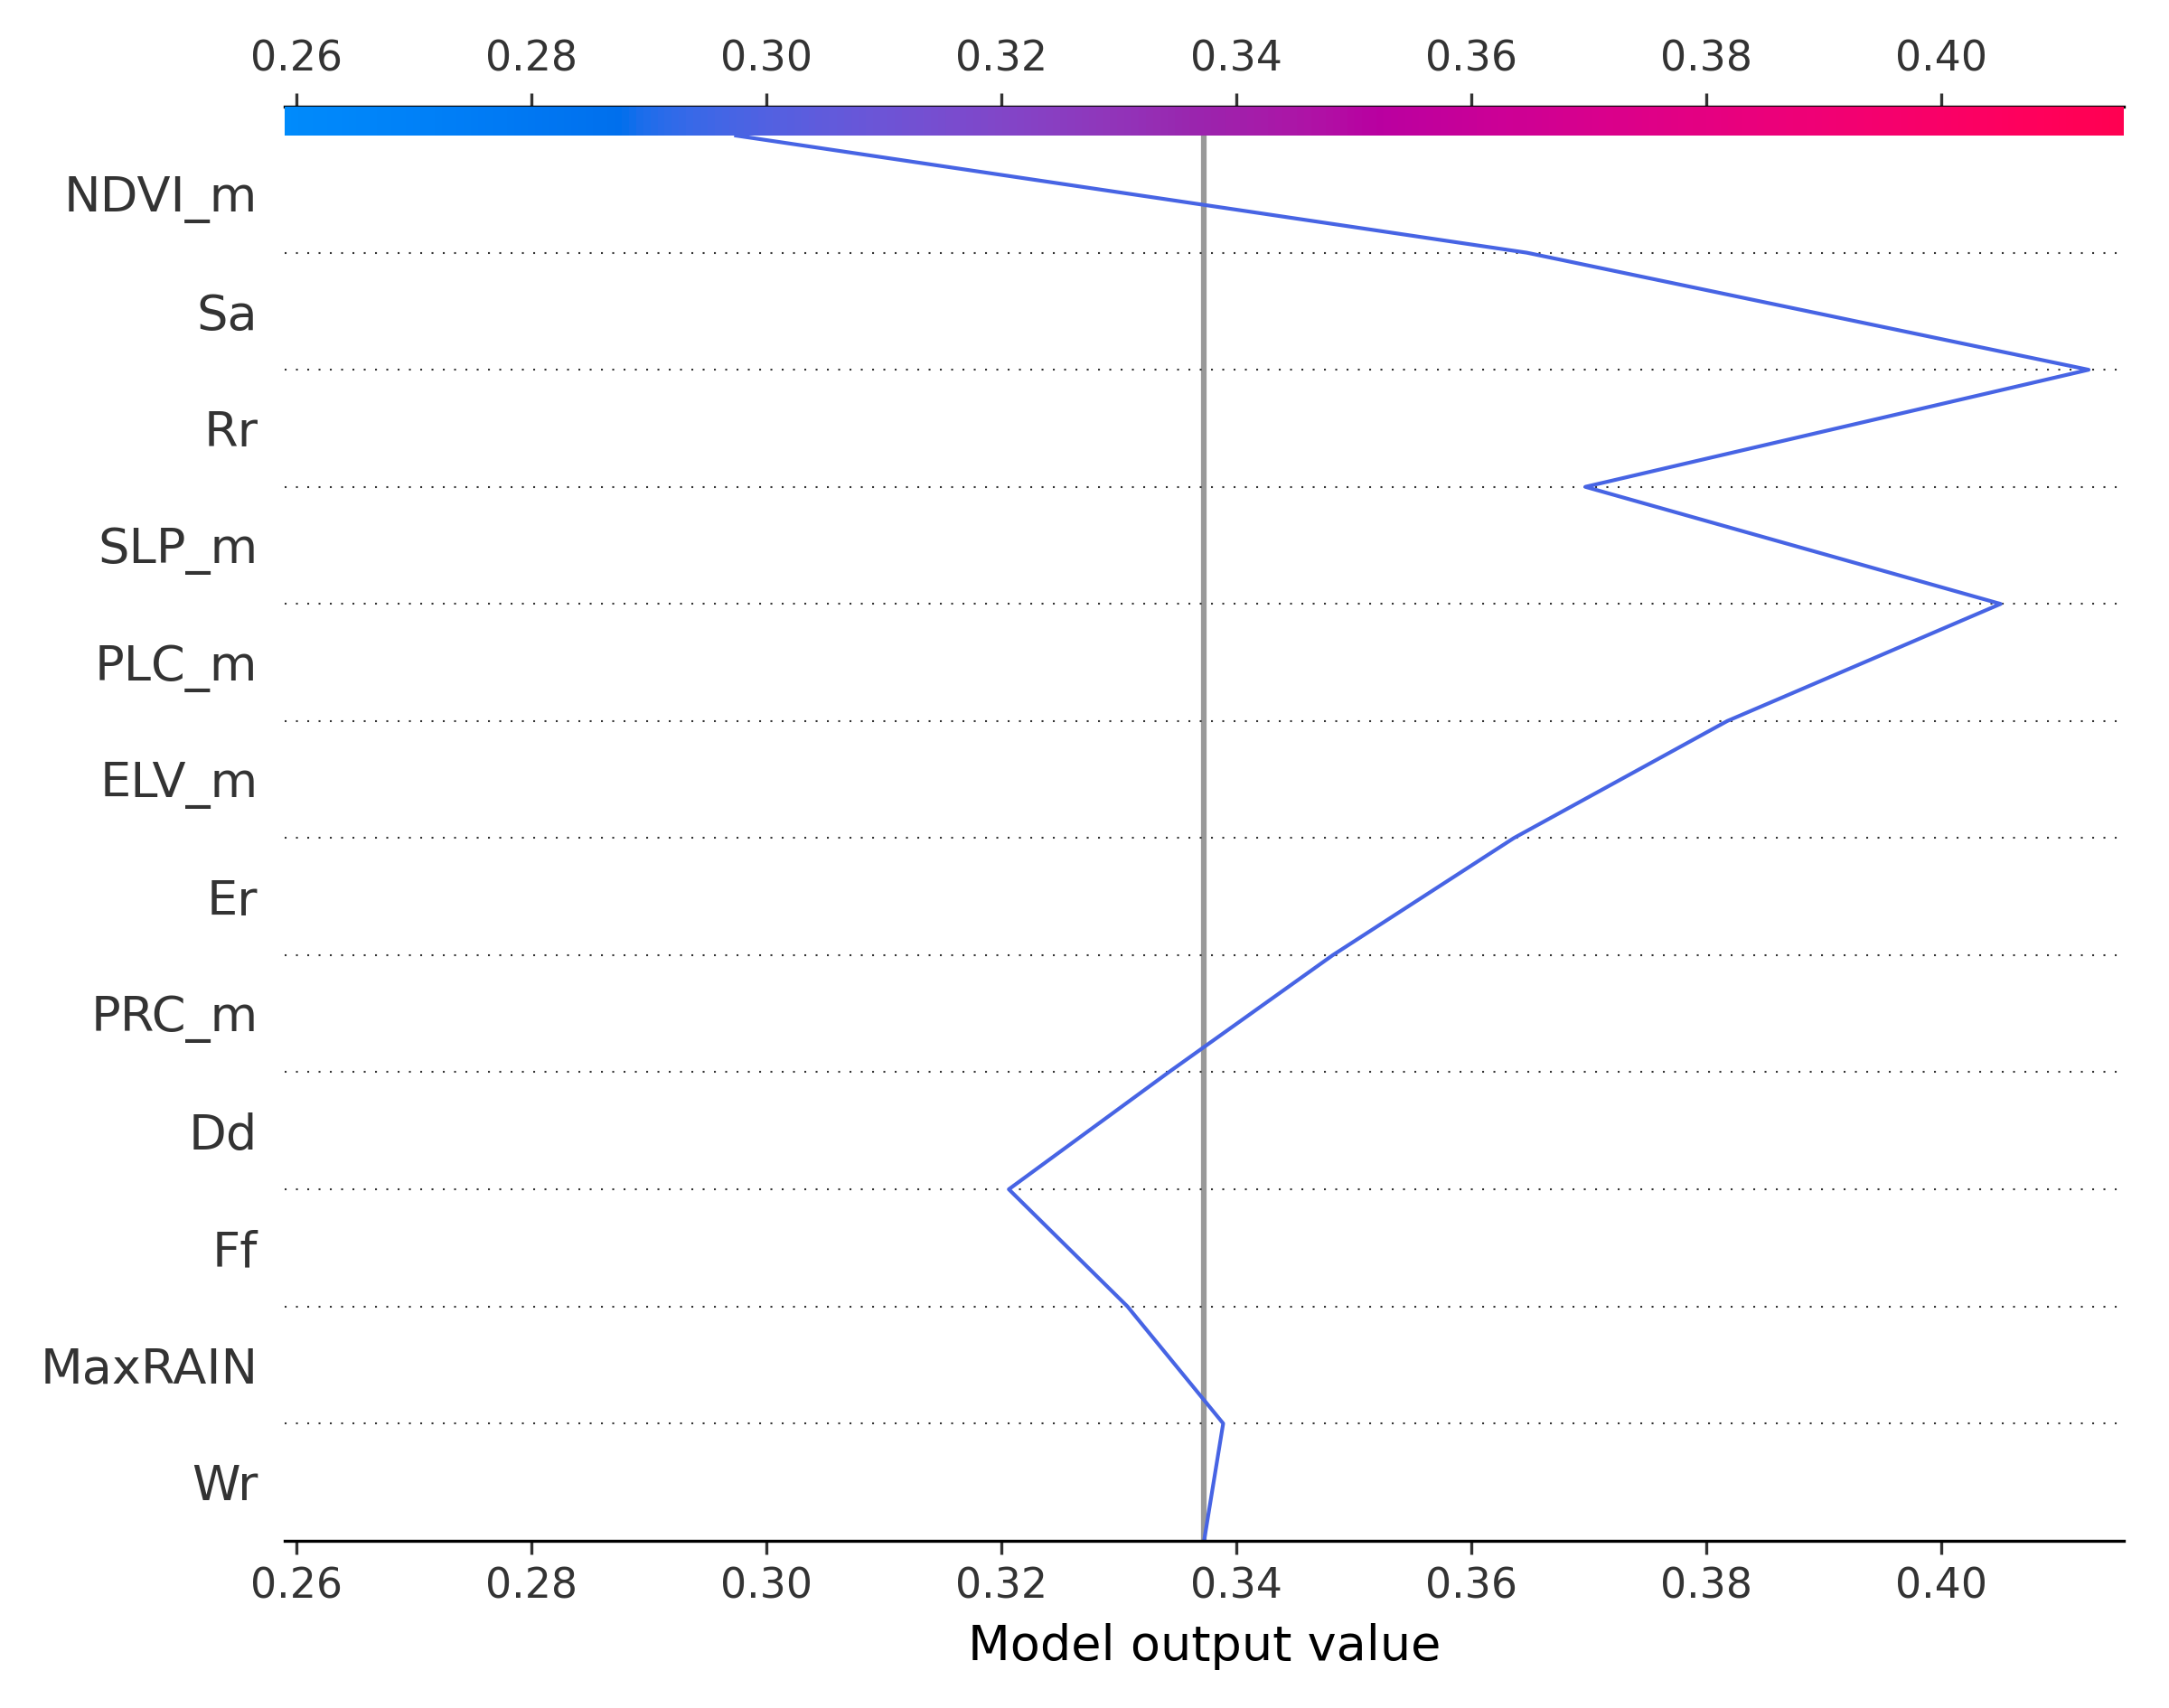 0.26 0.28 0.30 0.32 0.34 0.36 0.38 0.40
NDVI_m
Sa
Rr
SLP_m
PLC_m
ELV_m
Er
PRC_m
Dd
Ff
MaxRAIN
Wr
0.26 0.28 0.30 0.32 0.34 0.36 0.38 0.40
Model output value